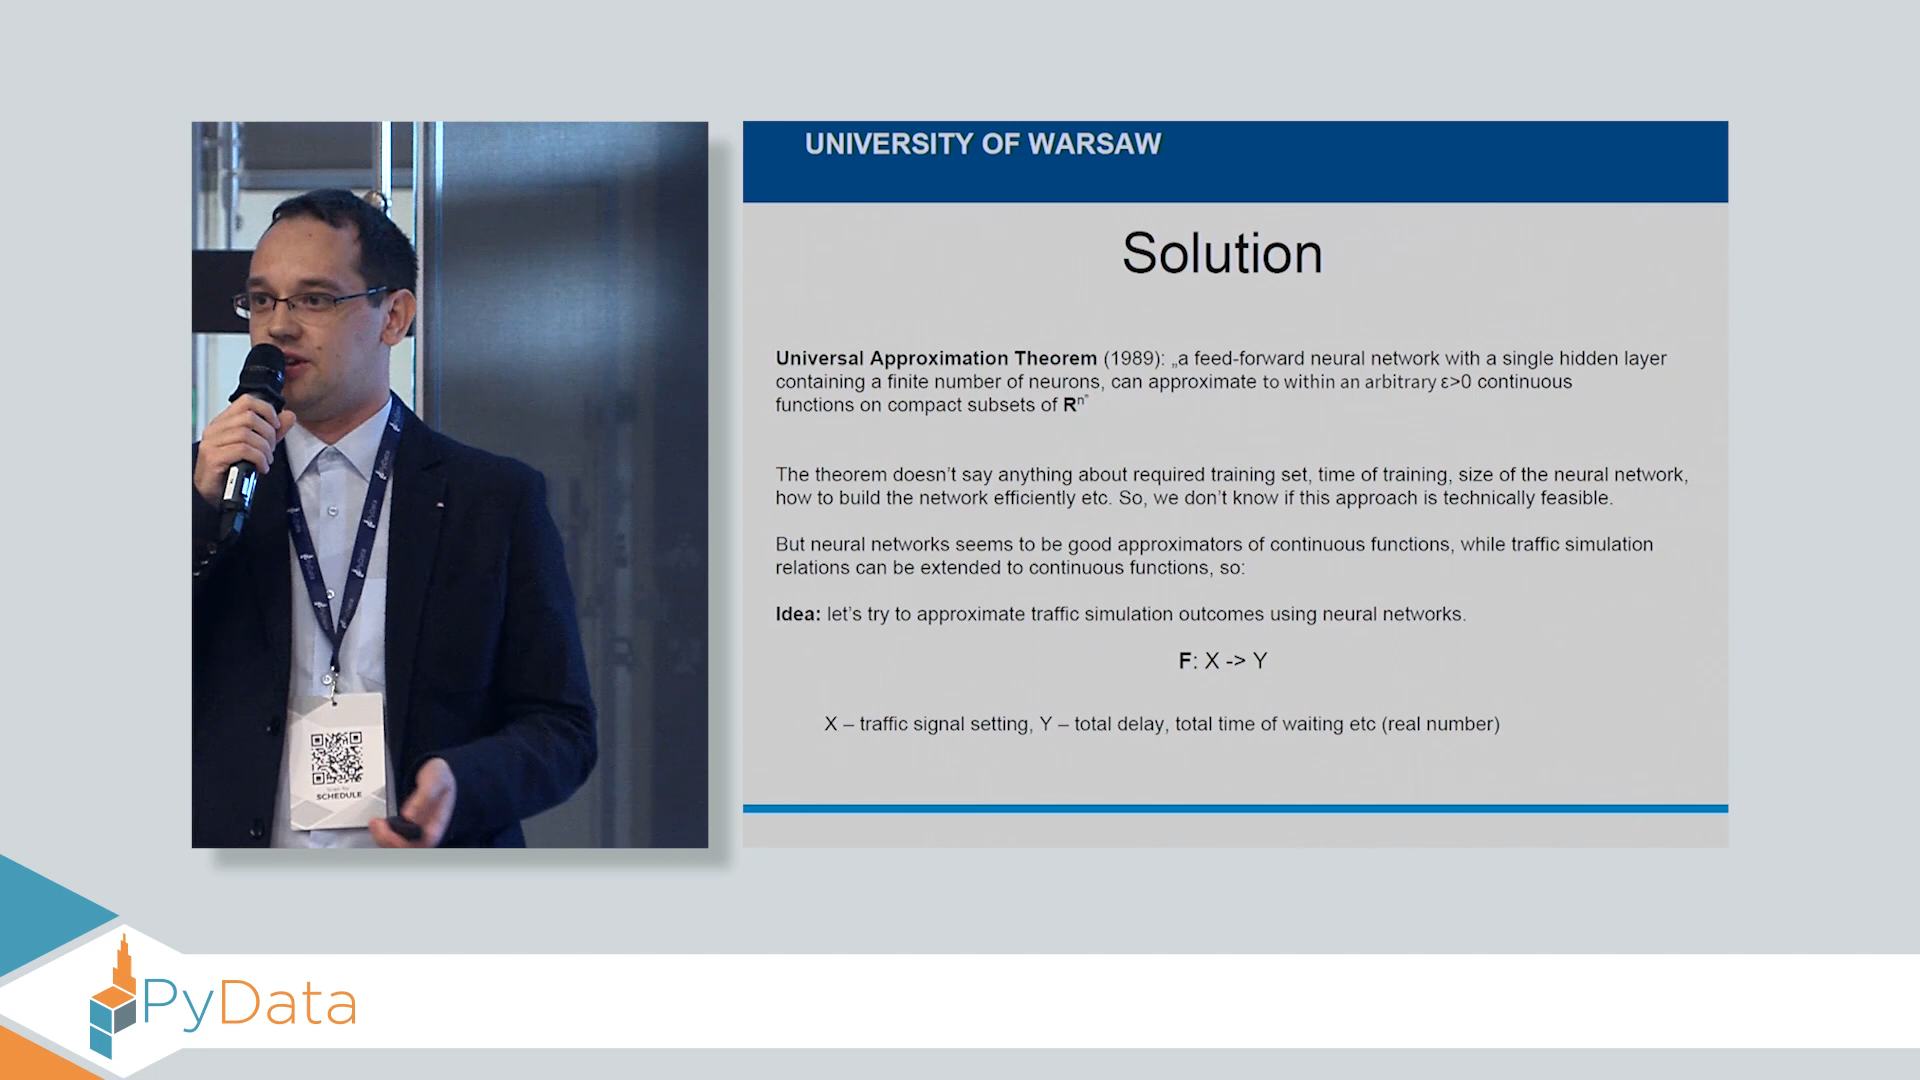 UNIVERSITY OF WARSAW
Solution
Universal Approximation Theorem (1989): „a feed-forward neural network with a single hidden layer
containing a finite number of neurons, can approximate to within an arbitrary ε>0 continuous
functions on compact subsets of Rⁿ"
The theorem doesn't say anything about required training set, time of training, size of the neural network,
how to build the network efficiently etc. So, we don't know if this approach is technically feasible.
But neural networks seems to be good approximators of continuous functions, while traffic simulation
relations can be extended to continuous functions, so:
Idea: let's try to approximate traffic simulation outcomes using neural networks.
F: X -> Y
X – traffic signal setting, Y – total delay, total time of waiting etc (real number)
SCHEDULE
PyData